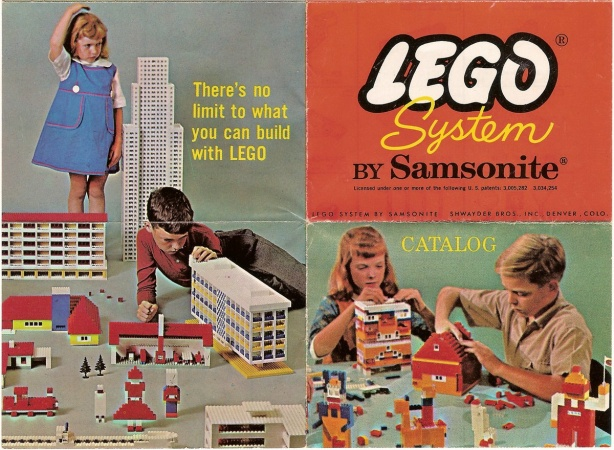 There's no
limit to what
you can build
with LEGO
LEGO®
System
BY Samsonite®
Licensed under one or more of the following U.S. patents: 3,005,282 3,034,254
LEGO SYSTEM BY SAMSONITE SHWAYDER BROS., INC., DENVER, COLO.
CATALOG